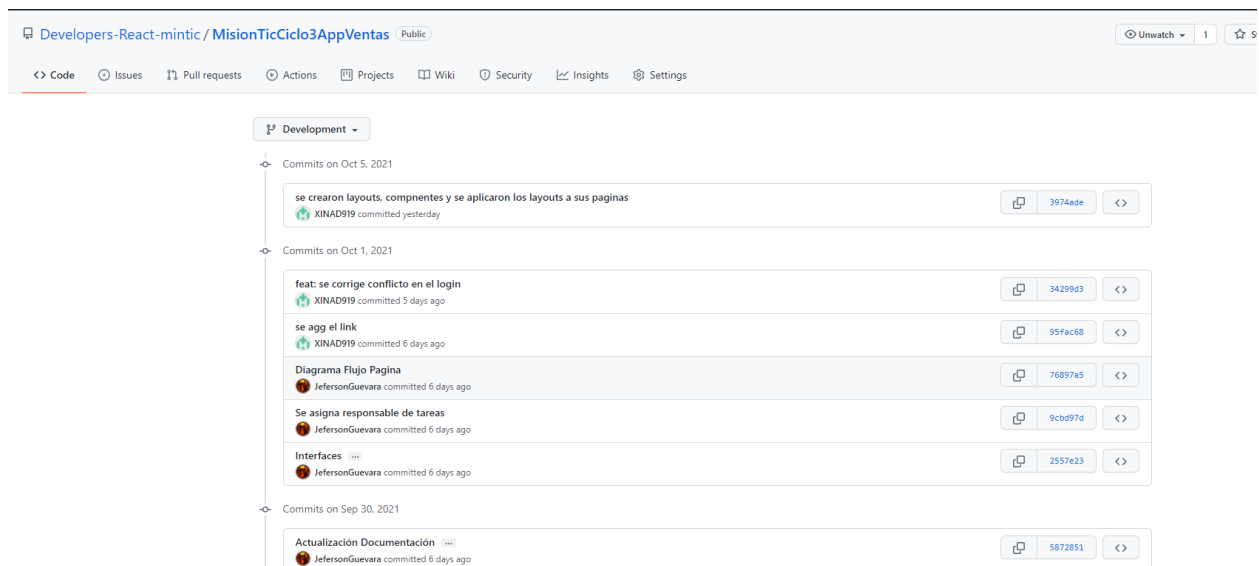 Developers-React-mintic / MisionTicCiclo3AppVentas Public
Unwatch 1
Code Issues Pull requests Actions Projects Wiki Security Insights Settings
Development
Commits on Oct 5, 2021
se crearon layouts, compnentes y se aplicaron los layouts a sus paginas
XINAD919 committed yesterday
3974ade
Commits on Oct 1, 2021
feat: se corrige conflicto en el login
XINAD919 committed 5 days ago
34299d3
se agg el link
XINAD919 committed 6 days ago
95fac68
Diagrama Flujo Pagina
JefersonGuevara committed 6 days ago
76897a5
Se asigna responsable de tareas
JefersonGuevara committed 6 days ago
9cbd97d
Interfaces ...
JefersonGuevara committed 6 days ago
2557e23
Commits on Sep 30, 2021
Actualización Documentación ...
JefersonGuevara committed 6 days ago
5872851